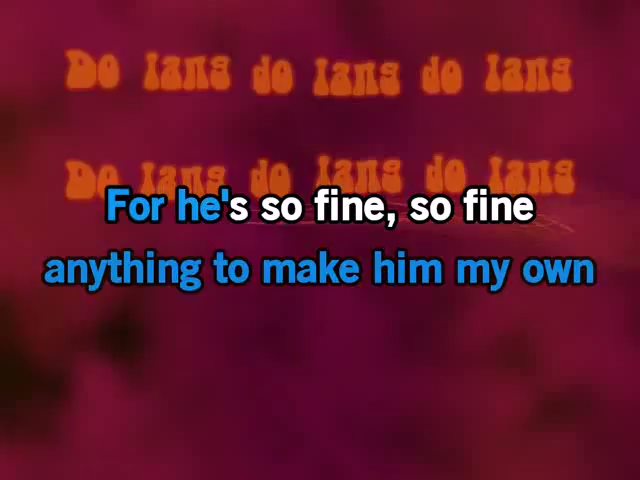 Do lang do lang do lang
Do lang do lang do lang
For he's so fine, so fine
anything to make him my own